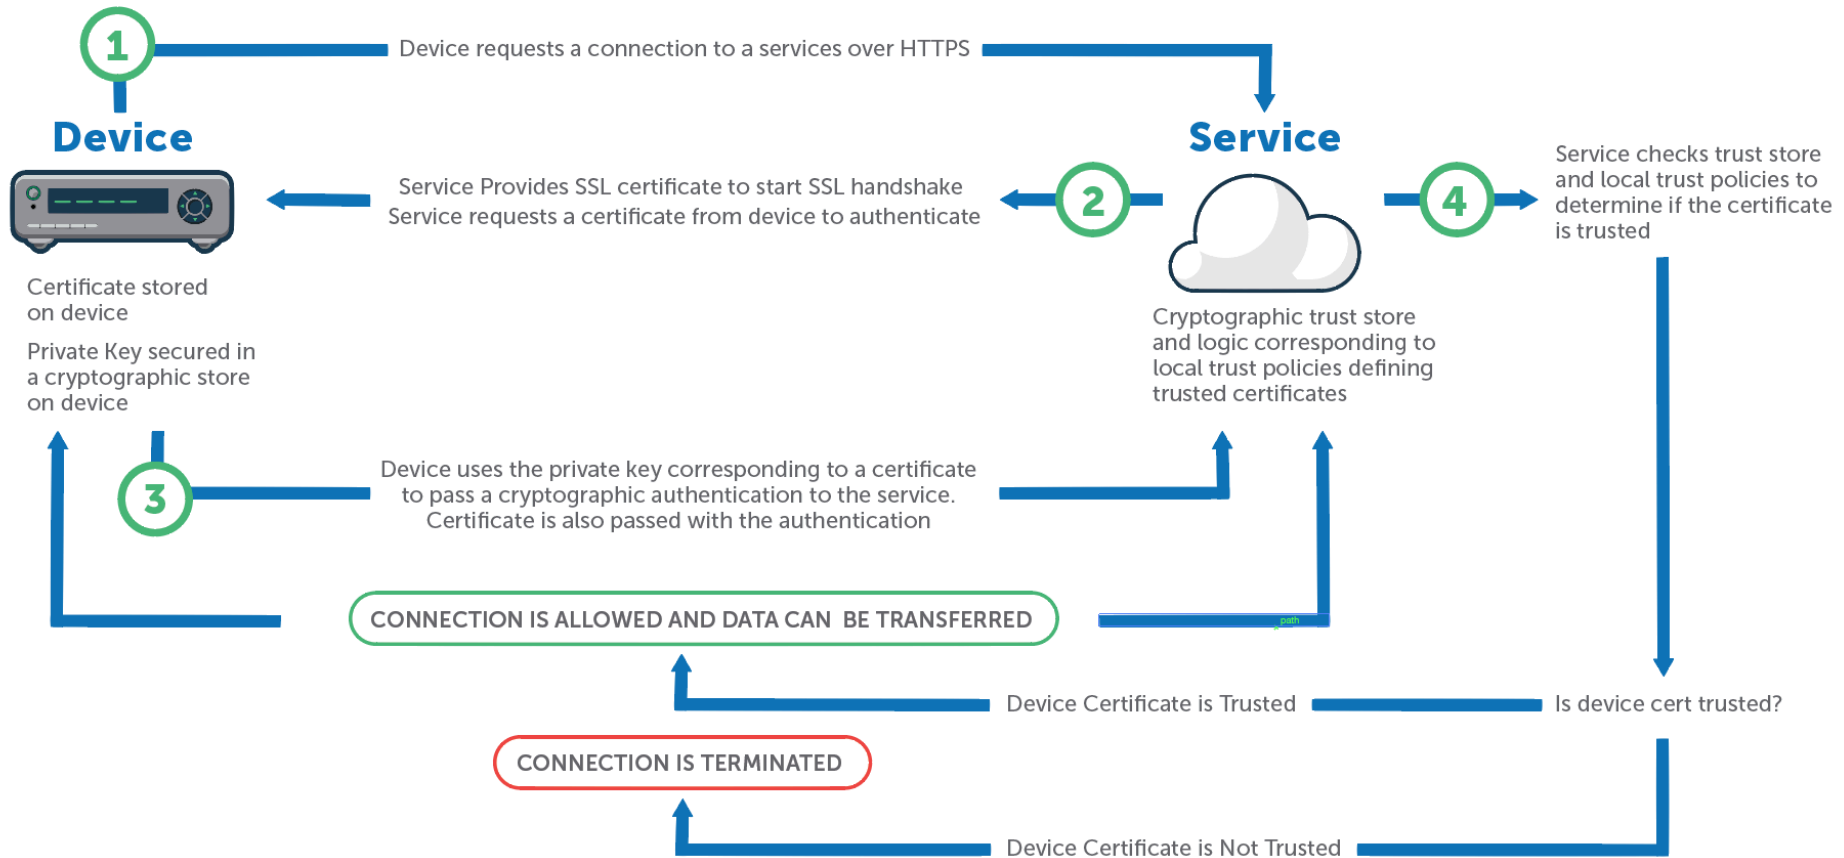 1
Device requests a connection to a services over HTTPS
Device
Service
Service Provides SSL certificate to start SSL handshake
Service requests a certificate from device to authenticate
2
4
Service checks trust store
and local trust policies to
determine if the certificate
is trusted
Certificate stored
on device
Private Key secured in
a cryptographic store
on device
Cryptographic trust store
and logic corresponding to
local trust policies defining
trusted certificates
3
Device uses the private key corresponding to a certificate
to pass a cryptographic authentication to the service.
Certificate is also passed with the authentication
CONNECTION IS ALLOWED AND DATA CAN BE TRANSFERRED
path
Device Certificate is Trusted
Is device cert trusted?
CONNECTION IS TERMINATED
Device Certificate is Not Trusted